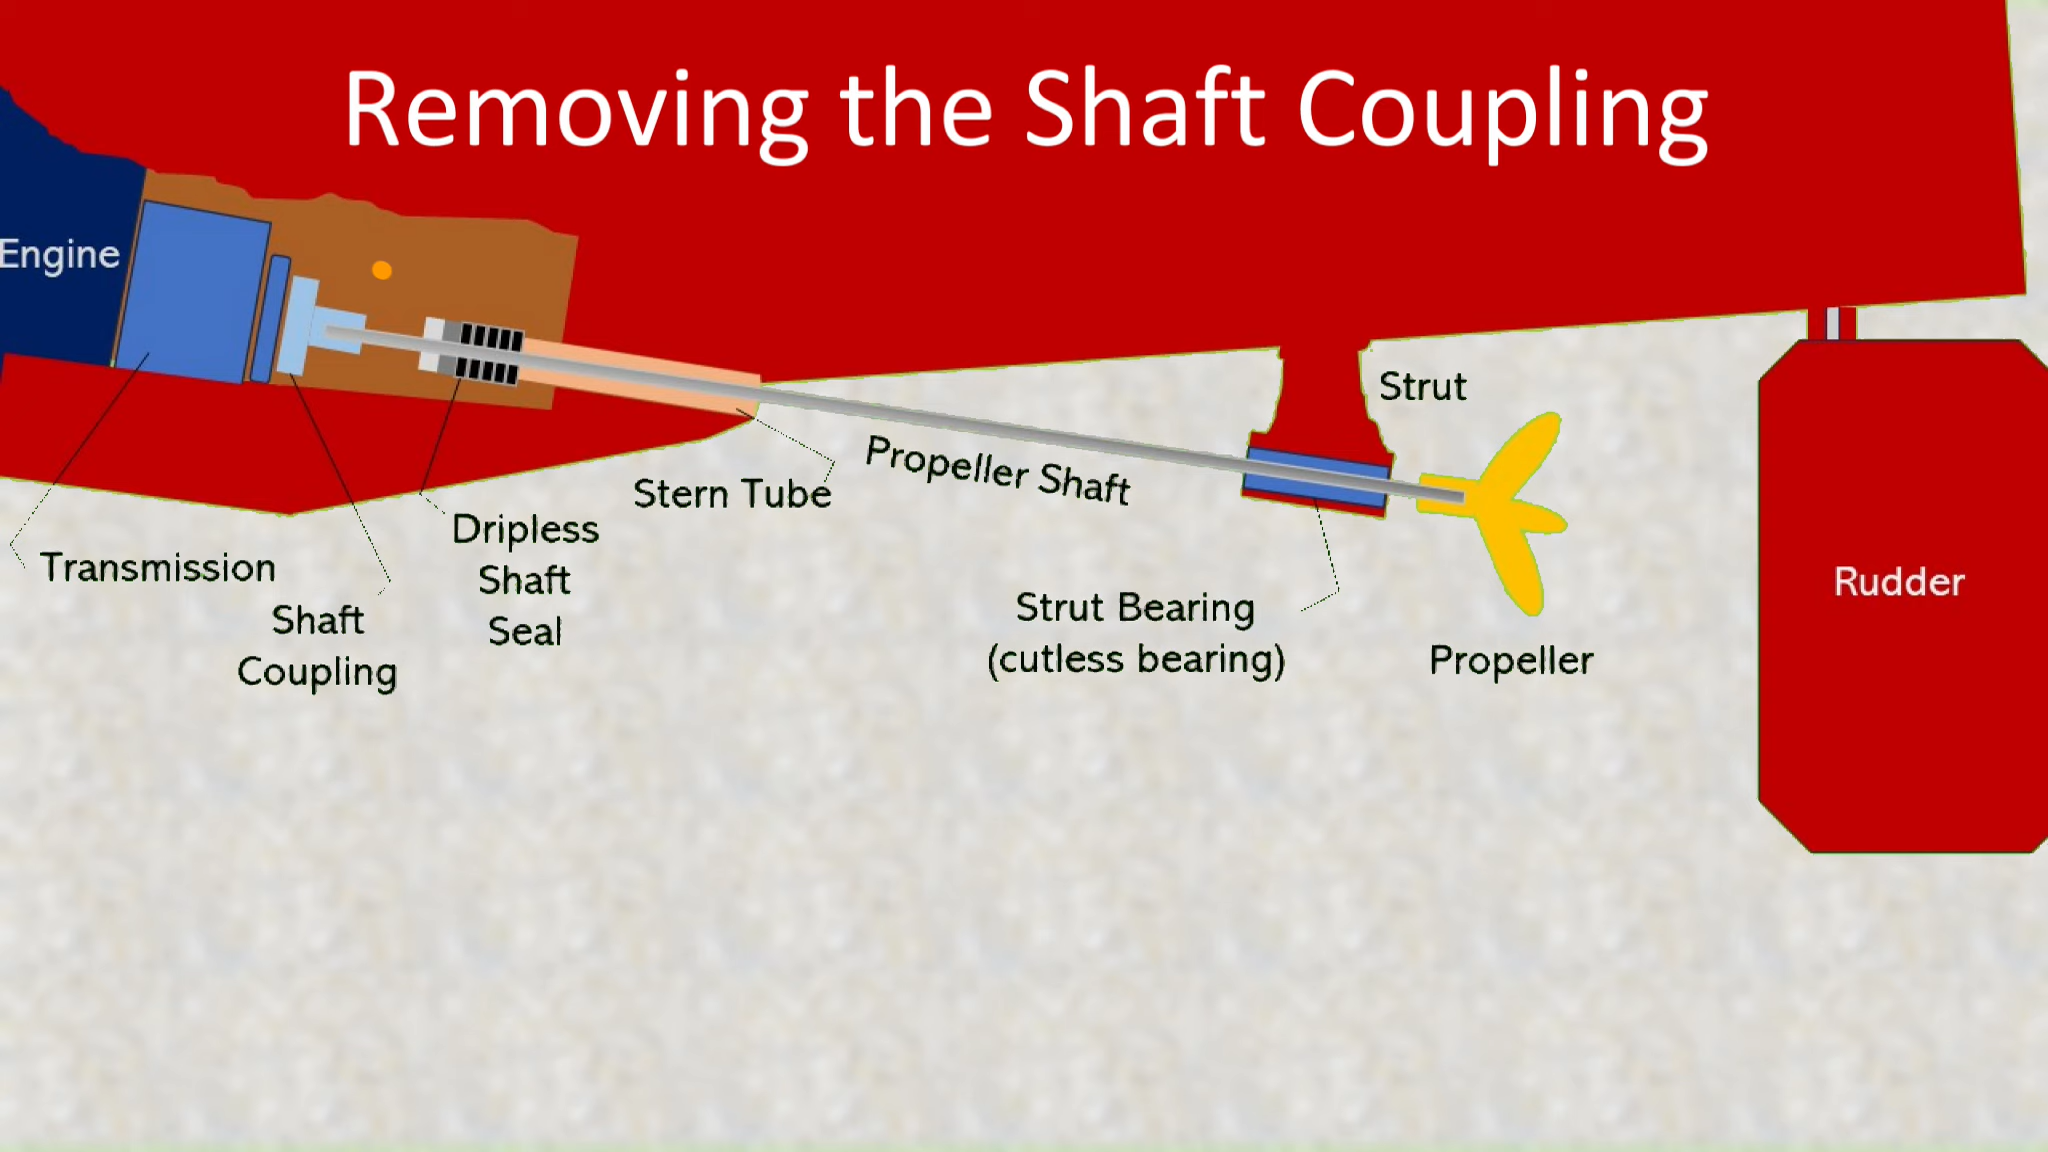 Removing the Shaft Coupling
Engine
Strut
Propeller Shaft
Stern Tube
Dripless
Shaft
Seal
Transmission
Shaft
Coupling
Strut Bearing
(cutless bearing)
Propeller
Rudder